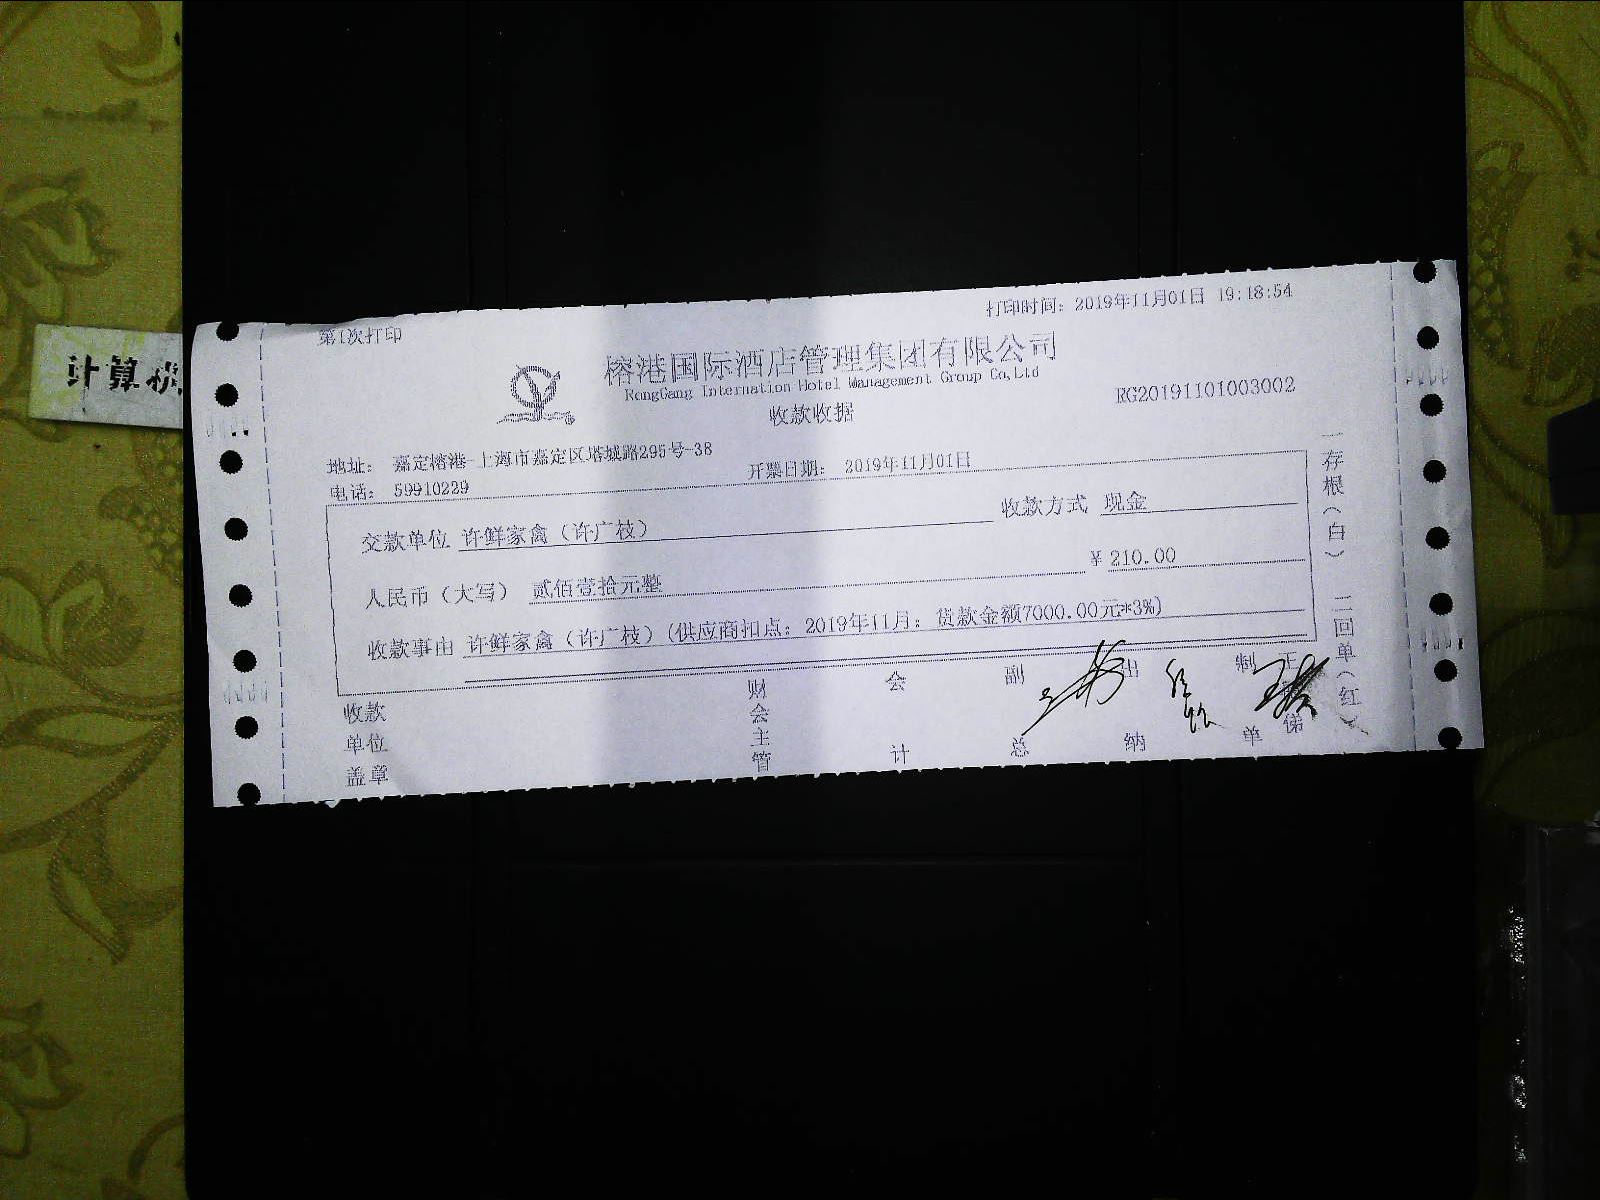 第1次打印
打印时间：2019年11月01日 19:18:54
榕港国际酒店管理集团有限公司
RongGang Internation Hotel Management Group Co,Ltd
收款收据
RG20191101003002
地址： 嘉定榕港-上海市嘉定区塔城路295号-38
电话： 59910229
开票日期： 2019年11月01日
交款单位 许鲜家禽（许广枝）
收款方式 现金
人民币（大写） 贰佰壹拾元整
￥210.00
收款事由 许鲜家禽（许广枝）(供应商扣点：2019年11月；货款金额7000.00元*3%)
收款单位盖章
财会主管
会计
副总
出纳
制单
一存根（白） 二回单（红）
计算机